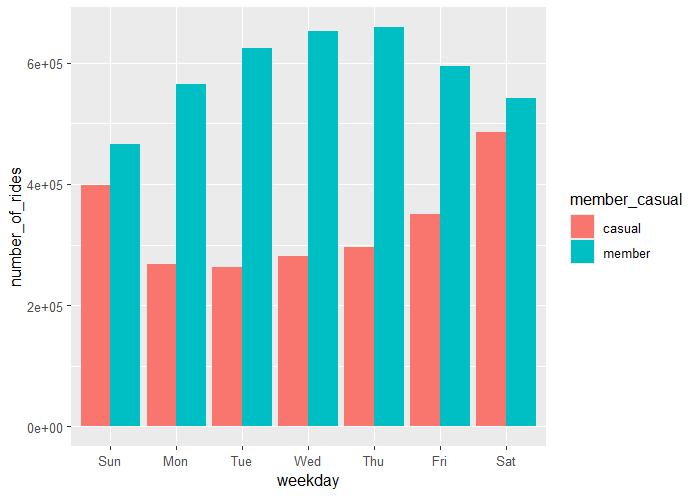 number_of_rides
6e+05
4e+05
2e+05
0e+00
Sun Mon Tue Wed Thu Fri Sat
weekday
member_casual
casual
member